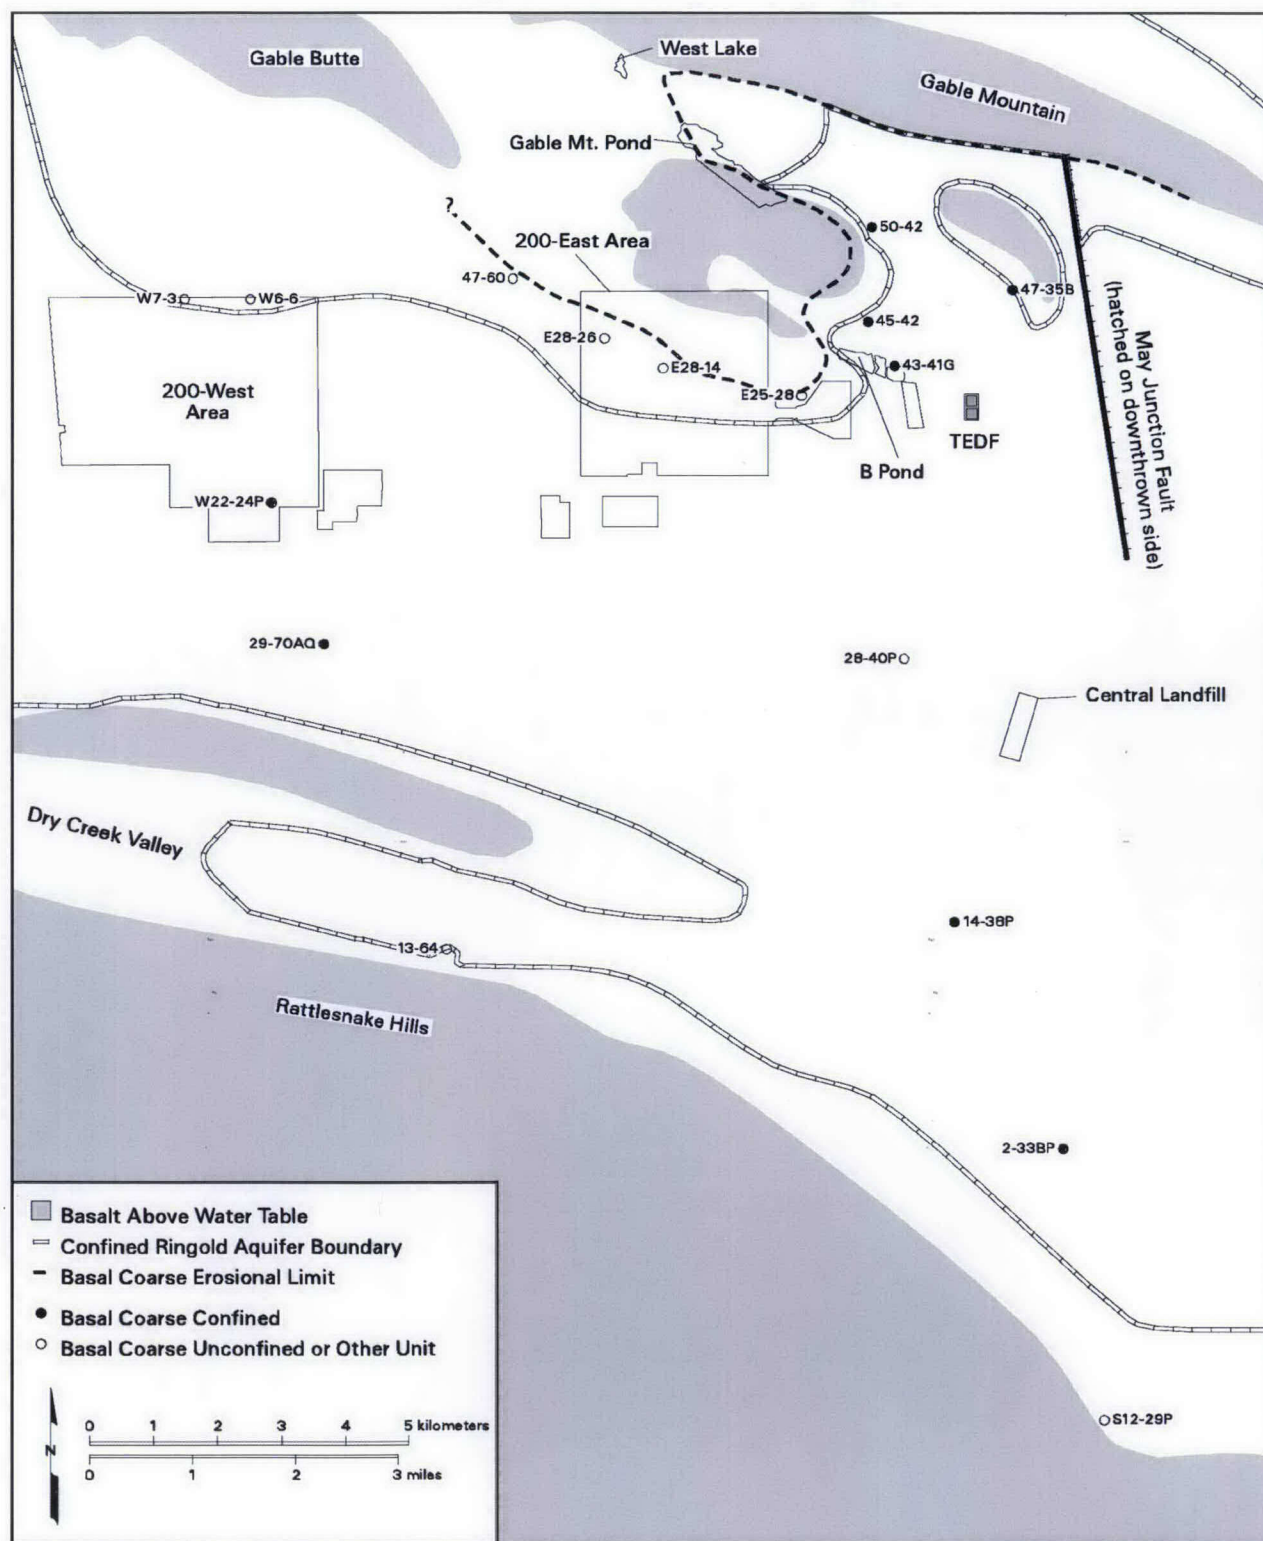 West Lake
Gable Butte
Gable Mountain
Gable Mt. Pond
?
50-42
200-East Area
47-60
W7-3
W6-6
47-35B
45-42
E28-26
43-41G
E28-14
200-West
Area
E25-28
TEDF
B Pond
May Junction Fault
(hatched on downthrown side)
W22-24P
29-70AQ
28-40P
Central Landfill
Dry Creek Valley
14-38P
13-64
Rattlesnake Hills
2-33BP
Basalt Above Water Table
Confined Ringold Aquifer Boundary
Basal Coarse Erosional Limit
Basal Coarse Confined
Basal Coarse Unconfined or Other Unit
0 1 2 3 4 5 kilometers
N
0 1 2 3 miles
S12-29P